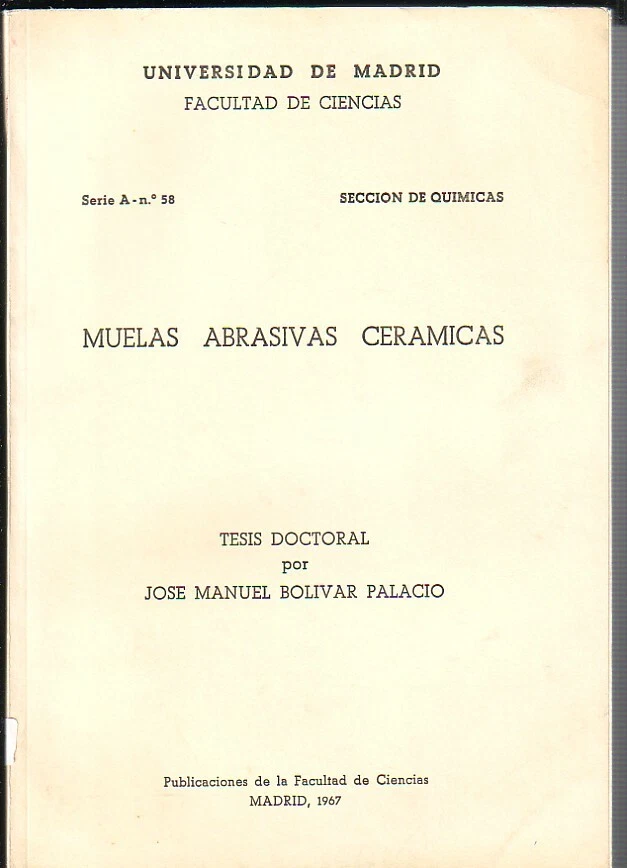 UNIVERSIDAD DE MADRID
FACULTAD DE CIENCIAS
Serie A - n.º 58 SECCION DE QUIMICAS
MUELAS ABRASIVAS CERAMICAS
TESIS DOCTORAL
por
JOSE MANUEL BOLIVAR PALACIO
Publicaciones de la Facultad de Ciencias
MADRID, 1967